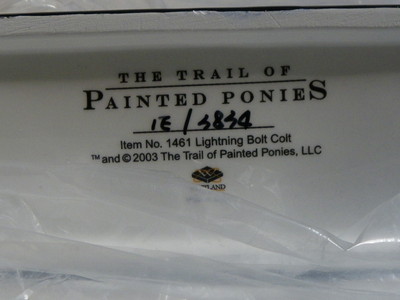 THE TRAIL OF
PAINTED PONIES
1E/
Item No. 1461 Lightning Bolt Colt
™ and © 2003 The Trail of Painted Ponies, LLC